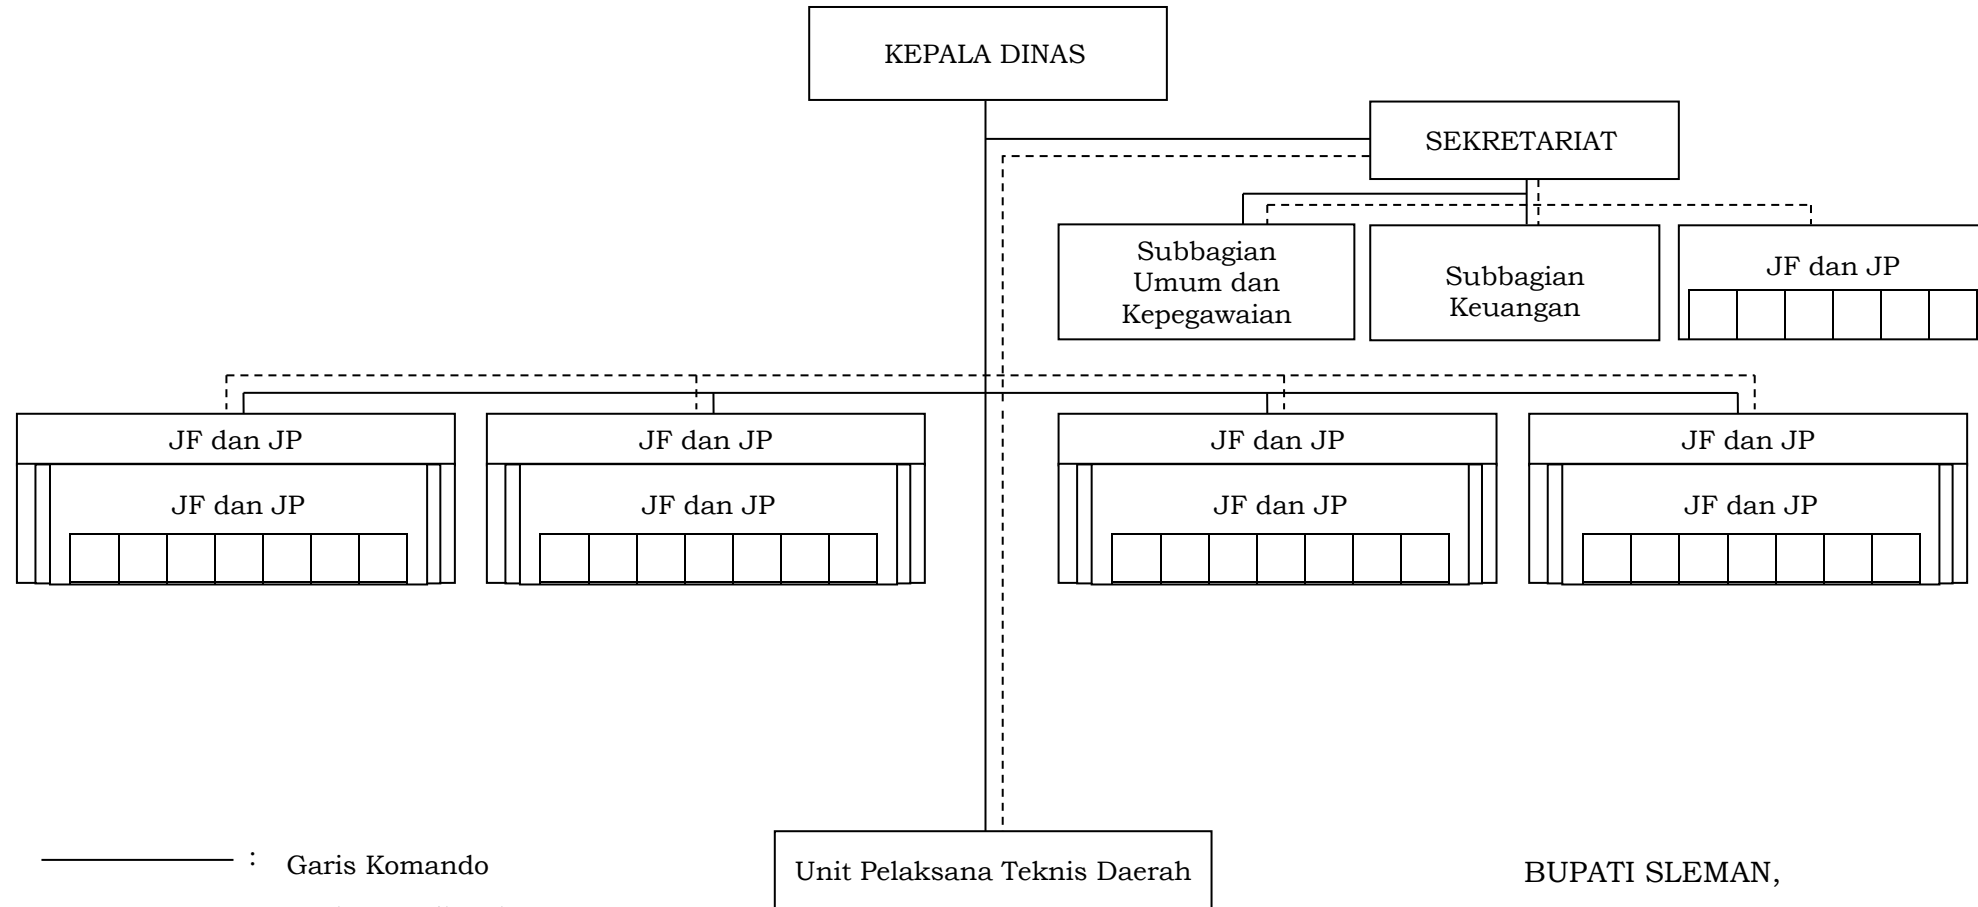 KEPALA DINAS
SEKRETARIAT
Subbagian
Umum dan
Kepegawaian
Subbagian
Keuangan
JF dan JP
JF dan JP
JF dan JP
JF dan JP
JF dan JP
JF dan JP
JF dan JP
JF dan JP
JF dan JP
: Garis Komando
Unit Pelaksana Teknis Daerah
BUPATI SLEMAN,